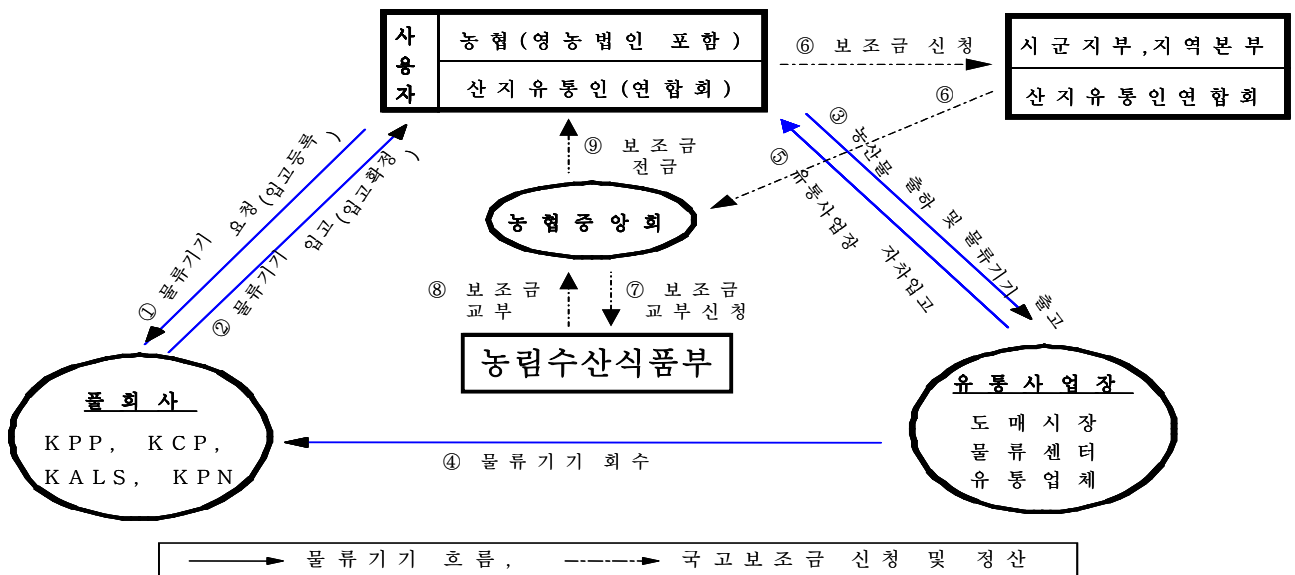 사용자
농협(영농법인 포함)
산지유통인(연합회)
⑥ 보조금 신청
시군지부,지역본부
산지유통인연합회
⑥
① 물류기기 요청(입고등록)
② 물류기기 입고(입고확정)
⑨ 보조금
전금
③ 농산물 출하 및 물류기기 출고
⑤ 유통사업장 자차입고
농협중앙회
⑧ 보조금
교부
⑦ 보조금
교부신청
농림수산식품부
풀회사
KPP, KCP,
KALS, KPN
④ 물류기기 회수
유통사업장
도매시장
물류센터
유통업체
물류기기 흐름,
국고보조금 신청 및 정산